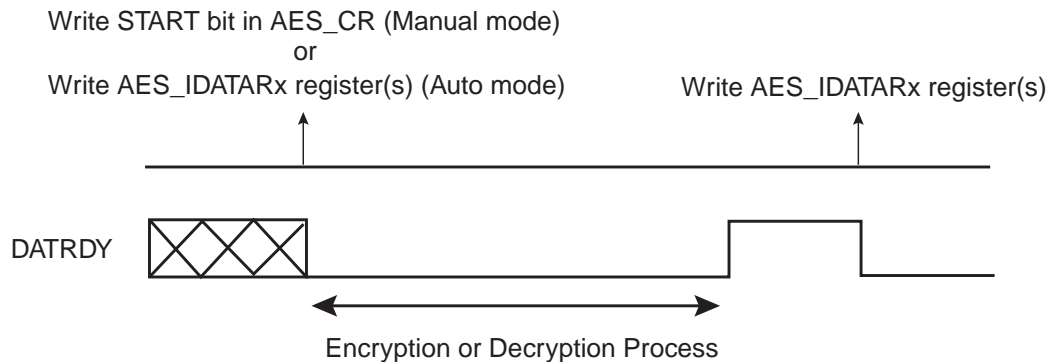 Write START bit in AES_CR (Manual mode)
or
Write AES_IDATARx register(s) (Auto mode)
Write AES_IDATARx register(s)
DATRDY
Encryption or Decryption Process